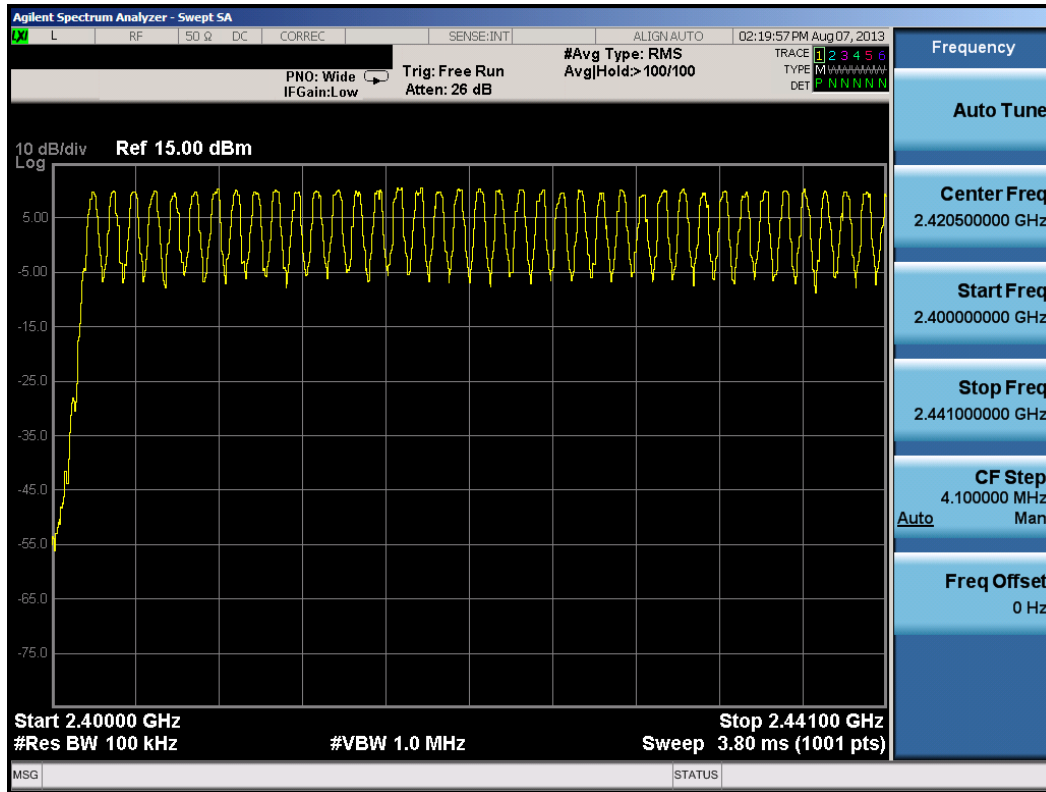 Agilent Spectrum Analyzer - Swept SA
LXI L RF 50 Ω DC CORREC SENSE:INT ALIGN AUTO 02:19:57 PM Aug 07, 2013
PNO: Wide Trig: Free Run #Avg Type: RMS TRACE 1 2 3 4 5 6
IFGain:Low Atten: 26 dB Avg|Hold:>100/100 TYPE M WWWWW
DET P N N N N N
10 dB/div Ref 15.00 dBm
Log
5.00
-5.00
-15.0
-25.0
-35.0
-45.0
-55.0
-65.0
-75.0
Start 2.40000 GHz Stop 2.44100 GHz
#Res BW 100 kHz #VBW 1.0 MHz Sweep 3.80 ms (1001 pts)
MSG STATUS
Frequency
Auto Tune
Center Freq
2.420500000 GHz
Start Freq
2.400000000 GHz
Stop Freq
2.441000000 GHz
CF Step
4.100000 MHz
Auto Man
Freq Offset
0 Hz